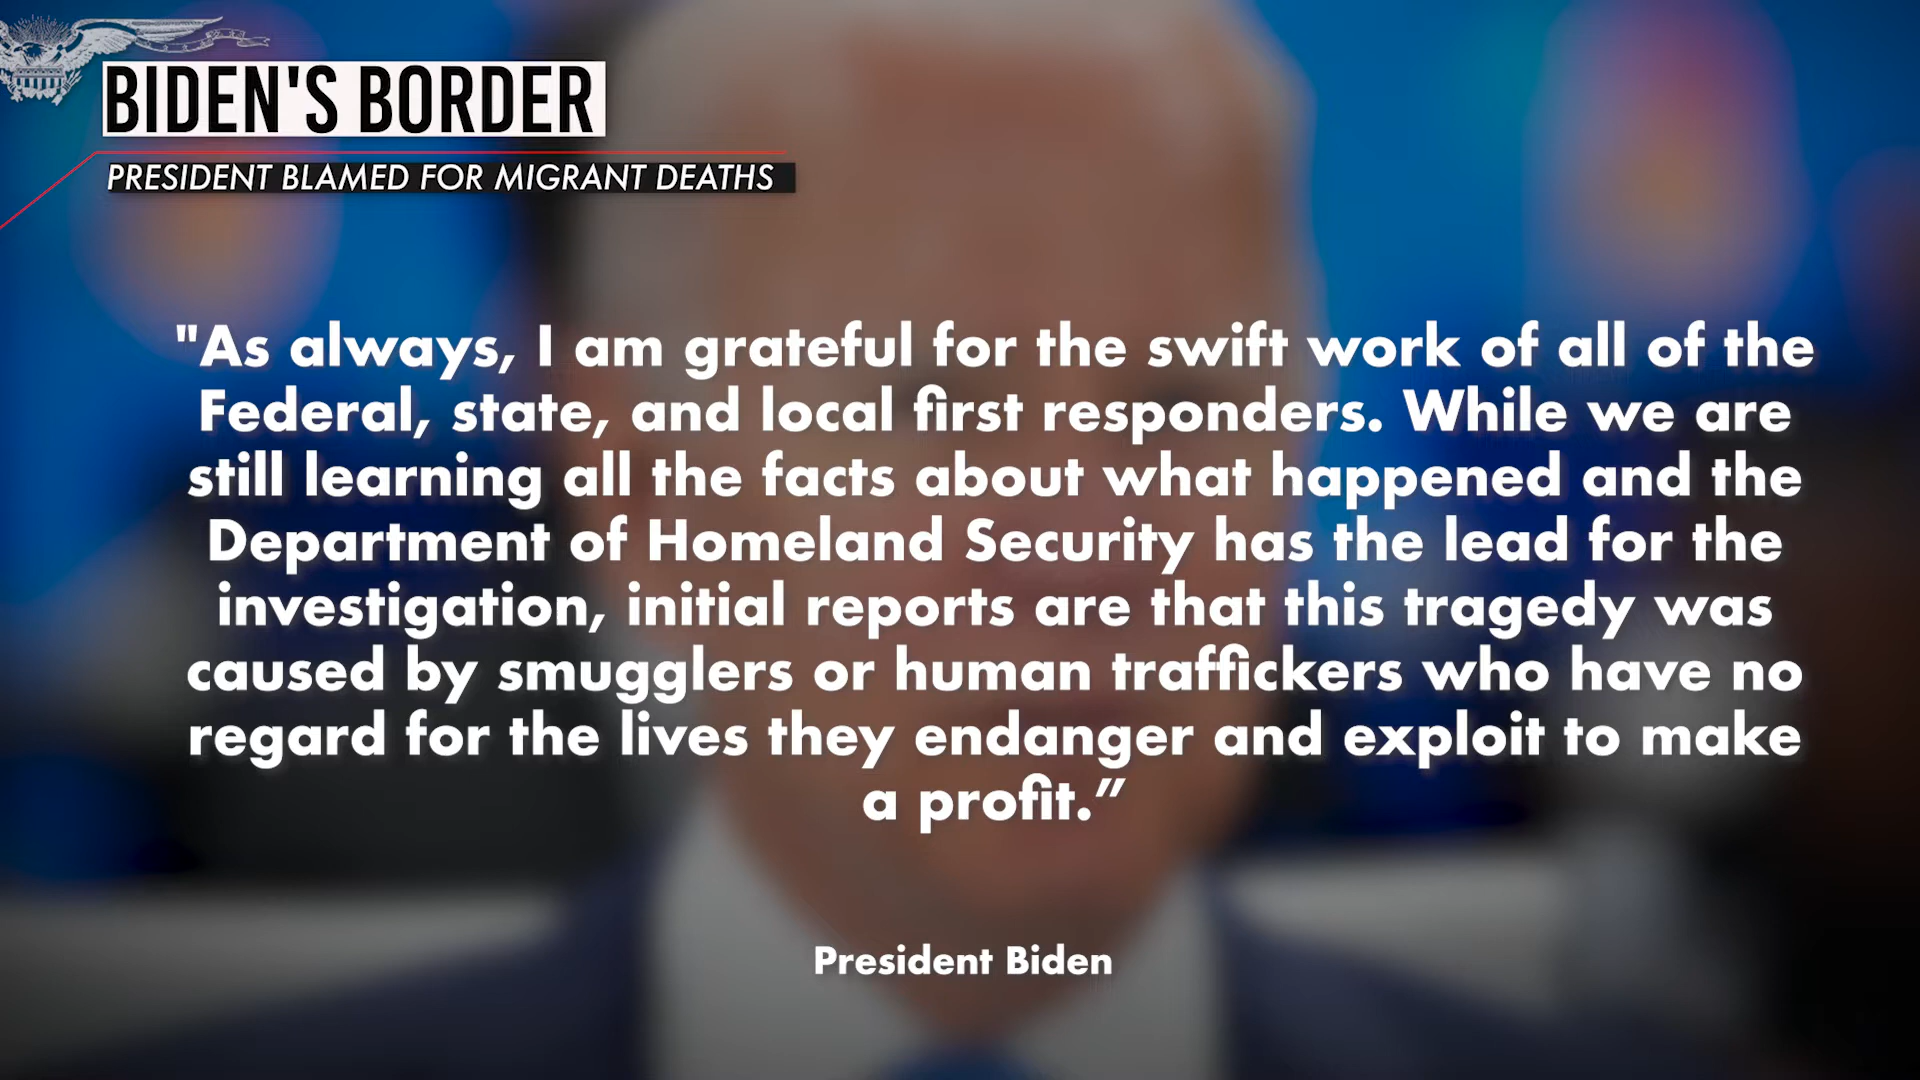 BIDEN'S BORDER
PRESIDENT BLAMED FOR MIGRANT DEATHS
"As always, I am grateful for the swift work of all of the
Federal, state, and local first responders. While we are
still learning all the facts about what happened and the
Department of Homeland Security has the lead for the
investigation, initial reports are that this tragedy was
caused by smugglers or human traffickers who have no
regard for the lives they endanger and exploit to make
a profit.”
President Biden